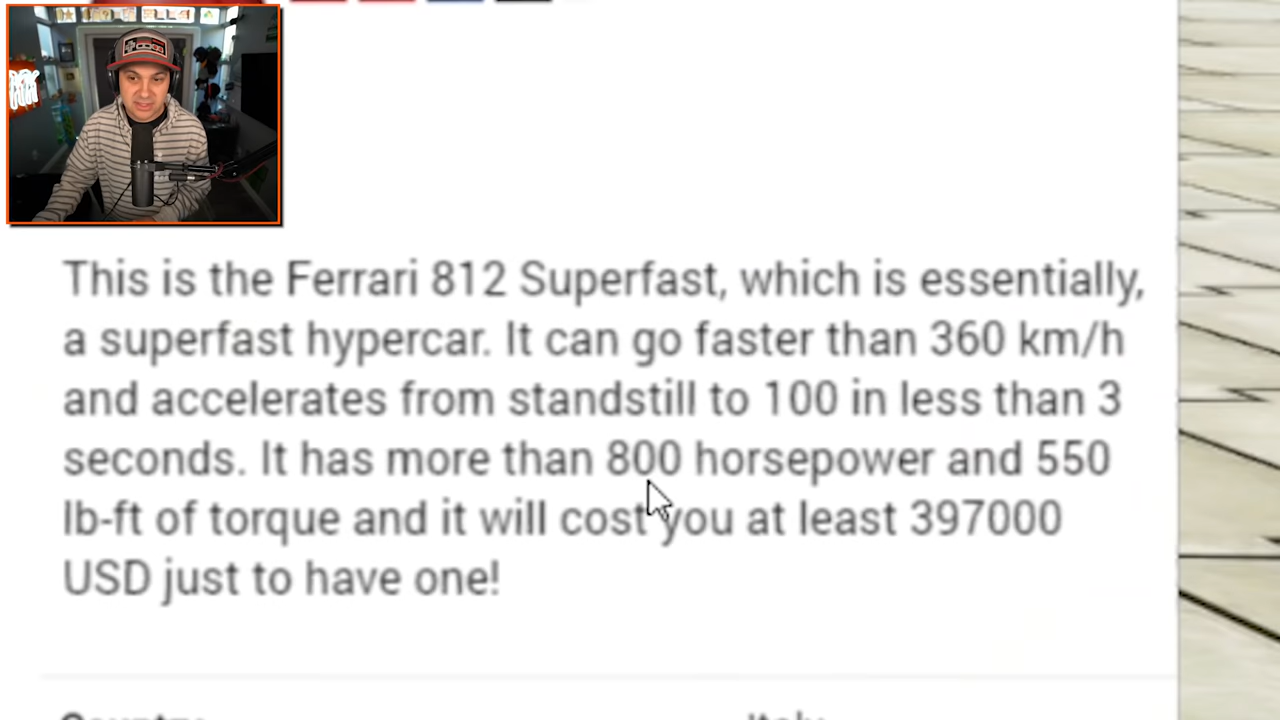 This is the Ferrari 812 Superfast, which is essentially,
a superfast hypercar. It can go faster than 360 km/h
and accelerates from standstill to 100 in less than 3
seconds. It has more than 800 horsepower and 550
lb-ft of torque and it will cost you at least 397000
USD just to have one!